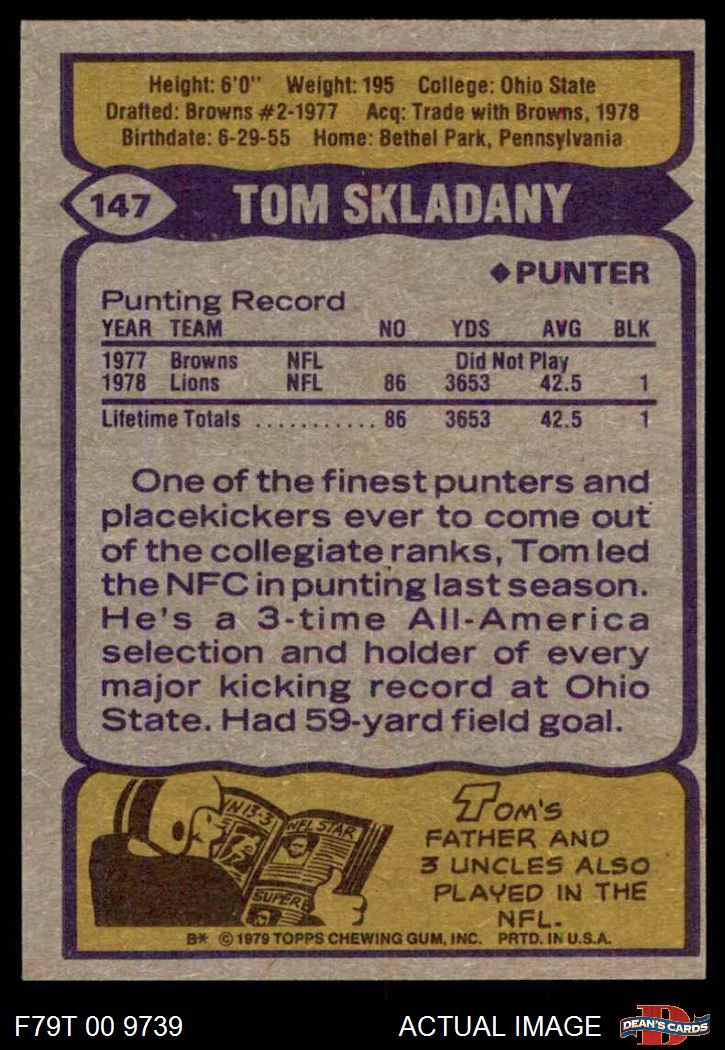 Height: 6'0" Weight: 195 College: Ohio State
Drafted: Browns #2-1977 Acq: Trade with Browns, 1978
Birthdate: 6-29-55 Home: Bethel Park, Pennsylvania
147 TOM SKLADANY
◆PUNTER
Punting Record
YEAR TEAM NO YDS AVG BLK
1977 Browns NFL Did Not Play
1978 Lions NFL 86 3653 42.5 1
Lifetime Totals ............ 86 3653 42.5 1
One of the finest punters and
placekickers ever to come out
of the collegiate ranks, Tom led
the NFC in punting last season.
He's a 3-time All-America
selection and holder of every
major kicking record at Ohio
State. Had 59-yard field goal.
IN 13-3
NFL STAR
SUPERB
TOM'S
FATHER AND
3 UNCLES ALSO
PLAYED IN THE
NFL.
B* © 1979 TOPPS CHEWING GUM, INC. PRTD. IN U.S.A.
F79T 00 9739 ACTUAL IMAGE
D
DEAN'S CARDS